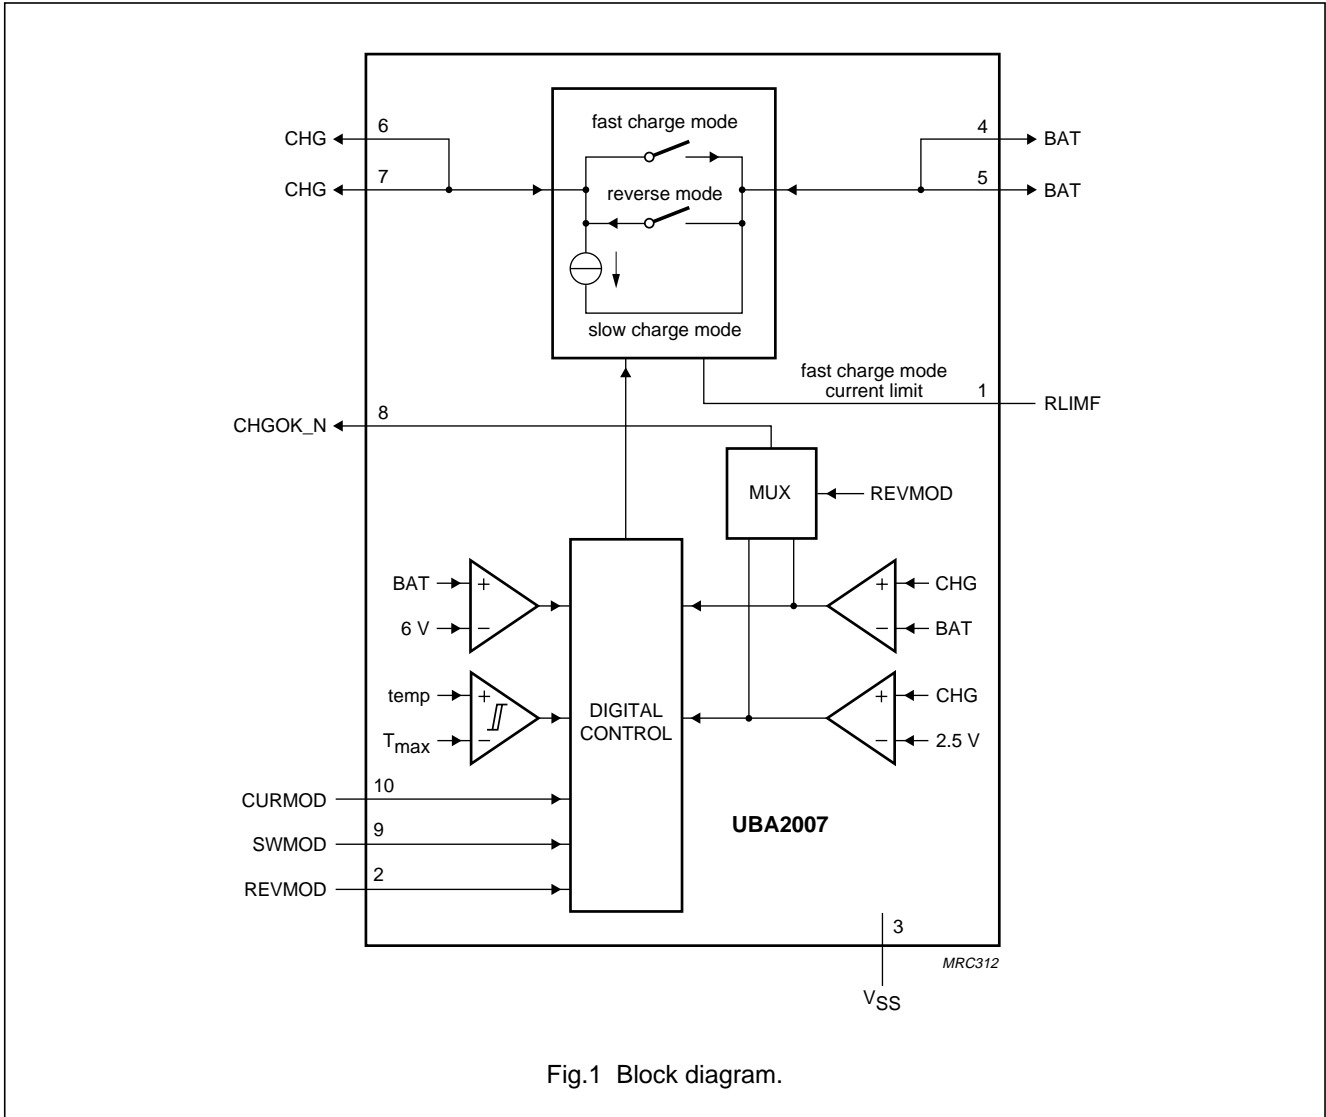 fast charge mode
6
4
CHG
BAT
7
5
CHG
BAT
reverse mode
slow charge mode
fast charge mode
current limit
1
RLIMF
8
CHGOK_N
MUX
REVMOD
BAT
+
6 V
−
+
CHG
−
BAT
temp
+
Tmax
−
DIGITAL
CONTROL
+
CHG
−
2.5 V
10
CURMOD
9
SWMOD
2
REVMOD
UBA2007
3
MRC312
VSS
Fig.1 Block diagram.